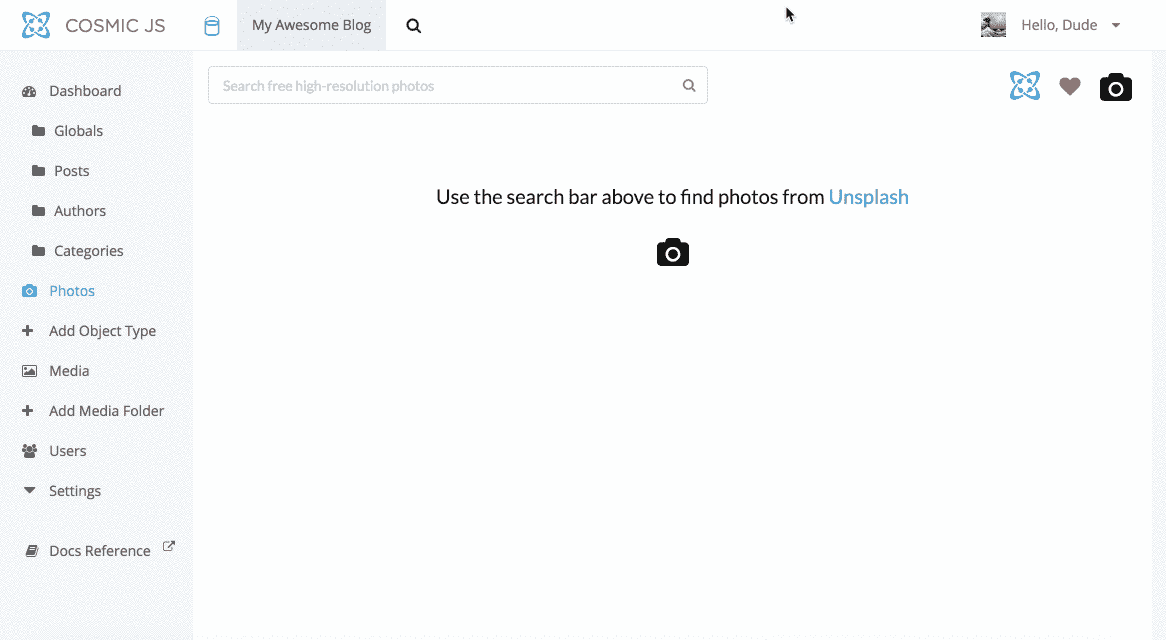 COSMIC JS
My Awesome Blog
Hello, Dude
Dashboard
Globals
Posts
Authors
Categories
Photos
Add Object Type
Media
Add Media Folder
Users
Settings
Docs Reference
Search free high-resolution photos
Use the search bar above to find photos from Unsplash